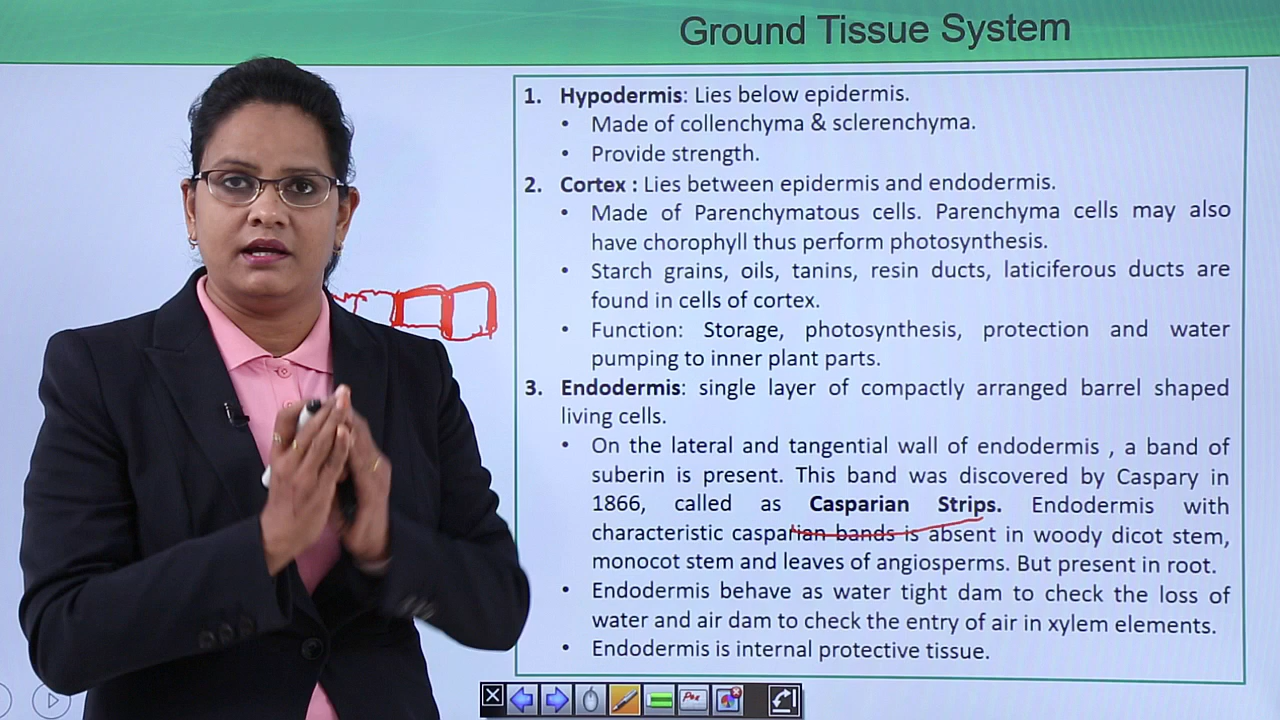 Ground Tissue System
1. Hypodermis: Lies below epidermis.
• Made of collenchyma & sclerenchyma.
• Provide strength.
2. Cortex : Lies between epidermis and endodermis.
• Made of Parenchymatous cells. Parenchyma cells may also
have chorophyll thus perform photosynthesis.
• Starch grains, oils, tanins, resin ducts, laticiferous ducts are
found in cells of cortex.
• Function: Storage, photosynthesis, protection and water
pumping to inner plant parts.
3. Endodermis: single layer of compactly arranged barrel shaped
living cells.
• On the lateral and tangential wall of endodermis , a band of
suberin is present. This band was discovered by Caspary in
1866, called as Casparian Strips. Endodermis with
characteristic casparian bands is absent in woody dicot stem,
monocot stem and leaves of angiosperms. But present in root.
• Endodermis behave as water tight dam to check the loss of
water and air dam to check the entry of air in xylem elements.
• Endodermis is internal protective tissue.